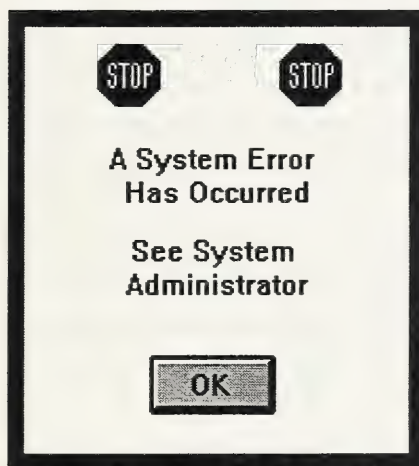 STOP STOP
A System Error
Has Occurred
See System
Administrator
OK